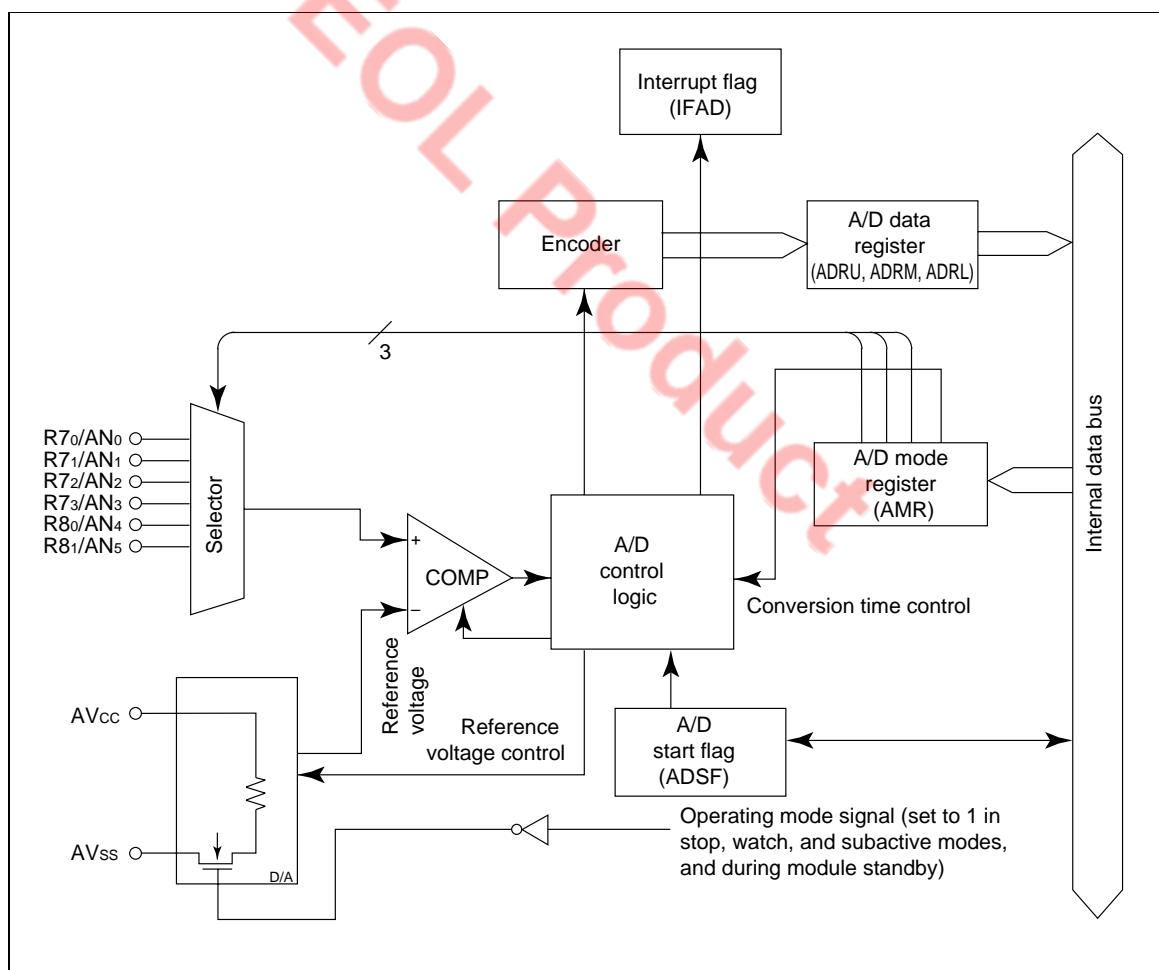 EOL Product
Interrupt flag
(IFAD)
Encoder
A/D data
register
(ADRU, ADRM, ADRL)
3
R70/AN0
R71/AN1
R72/AN2
R73/AN3
R80/AN4
R81/AN5
Selector
A/D mode
register
(AMR)
Internal data bus
+
COMP
−
A/D
control
logic
Conversion time control
Reference
voltage
AVCC
Reference
voltage control
A/D
start flag
(ADSF)
AVSS
D/A
Operating mode signal (set to 1 in
stop, watch, and subactive modes,
and during module standby)